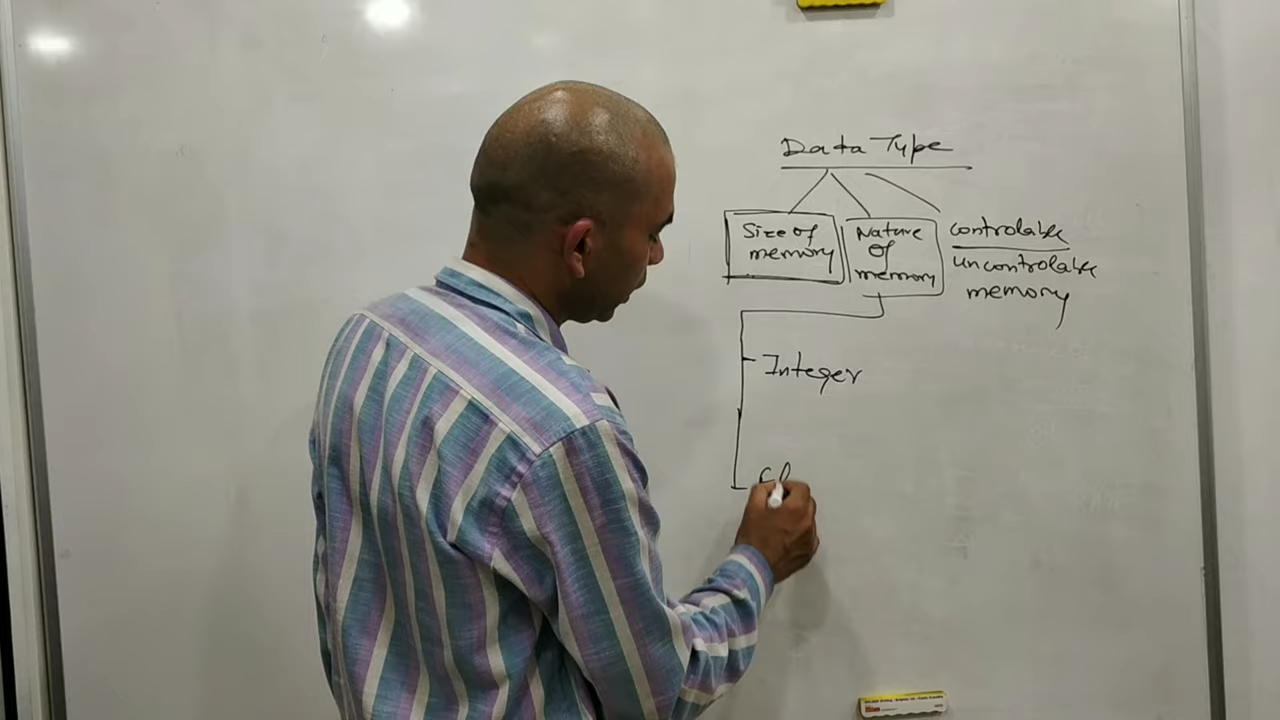 Data Type
Size of
memory
Nature
Of
memory
controlable
uncontrolable
memory
Integer